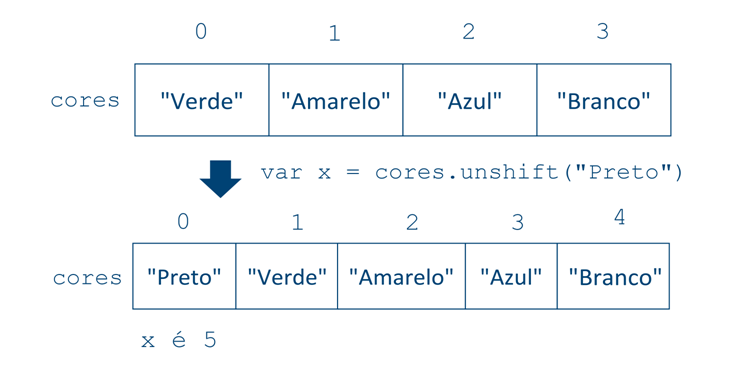 0 1 2 3
cores "Verde" "Amarelo" "Azul" "Branco"
var x = cores.unshift("Preto")
0 1 2 3 4
cores "Preto" "Verde" "Amarelo" "Azul" "Branco"
x é 5